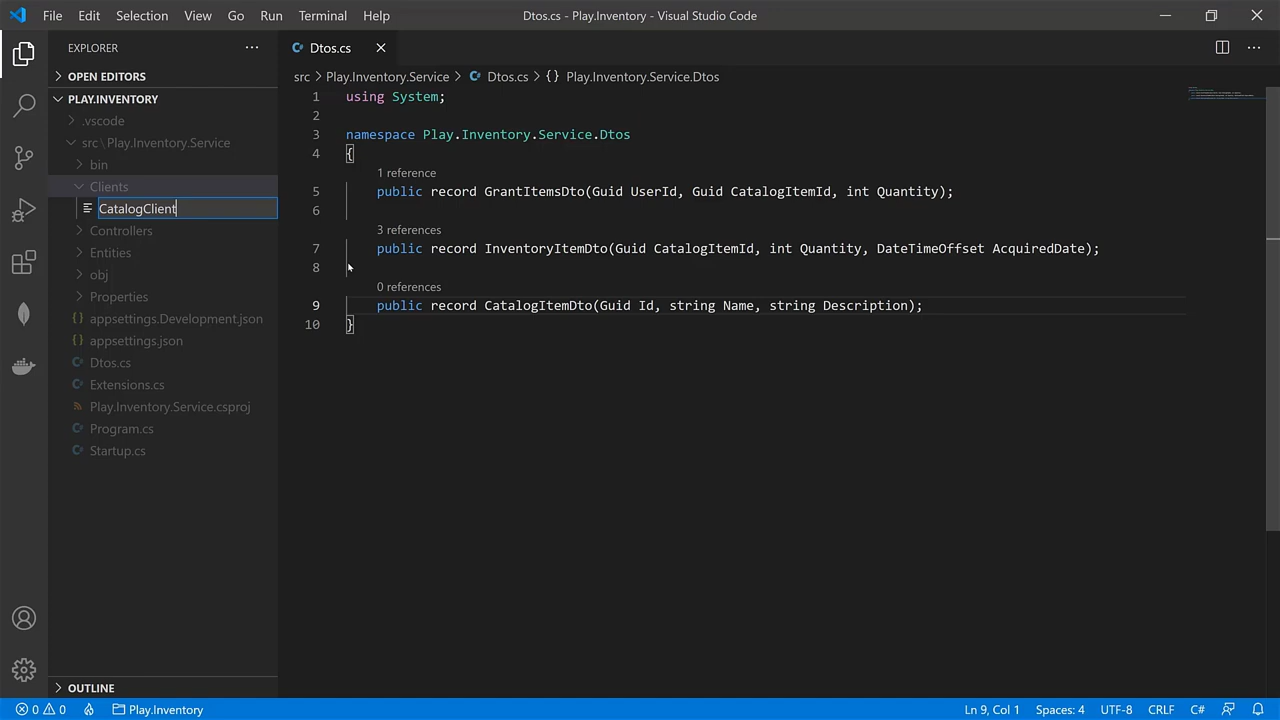 File Edit Selection View Go Run Terminal Help
Dtos.cs - Play.Inventory - Visual Studio Code
EXPLORER
OPEN EDITORS
PLAY.INVENTORY
.vscode
src\Play.Inventory.Service
bin
Clients
CatalogClient
Controllers
Entities
obj
Properties
appsettings.Development.json
appsettings.json
Dtos.cs
Extensions.cs
Play.Inventory.Service.csproj
Program.cs
Startup.cs
OUTLINE
Dtos.cs
src > Play.Inventory.Service > Dtos.cs > {} Play.Inventory.Service.Dtos
1 using System;
2
3 namespace Play.Inventory.Service.Dtos
4 {
1 reference
5 public record GrantItemsDto(Guid UserId, Guid CatalogItemId, int Quantity);
6
3 references
7 public record InventoryItemDto(Guid CatalogItemId, int Quantity, DateTimeOffset AcquiredDate);
8
0 references
9 public record CatalogItemDto(Guid Id, string Name, string Description);
10 }
0 0 Play.Inventory Ln 9, Col 1 Spaces: 4 UTF-8 CRLF C#